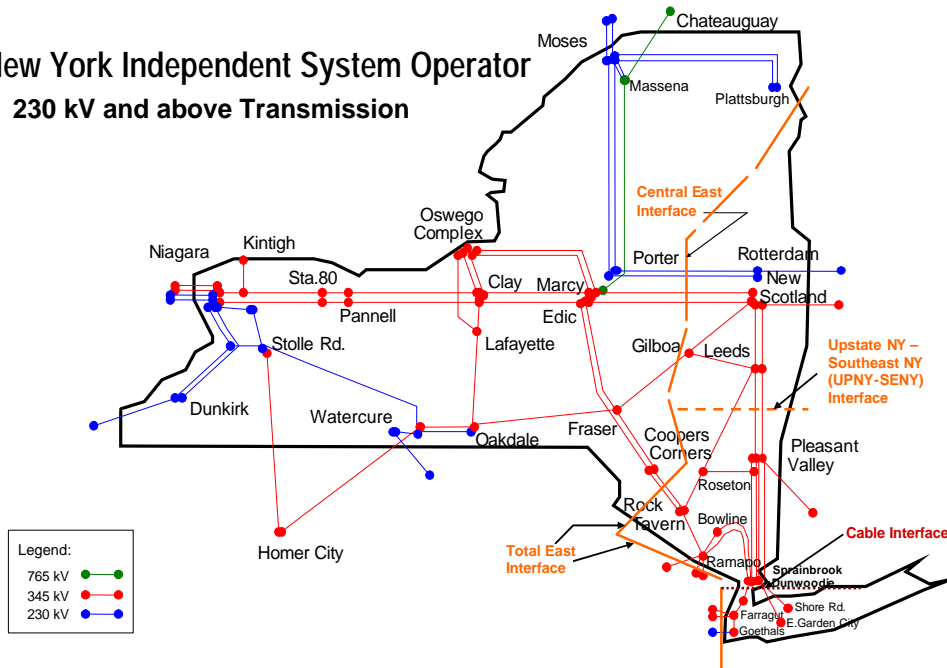 New York Independent System Operator
230 kV and above Transmission
Chateauguay
Moses
Massena
Plattsburgh
Central East
Interface
Oswego
Complex
Niagara
Kintigh
Porter
Rotterdam
New
Scotland
Sta.80
Clay
Marcy
Pannell
Edic
Stolle Rd.
Lafayette
Gilboa
Leeds
Upstate NY –
Southeast NY
(UPNY-SENY)
Interface
Dunkirk
Watercure
Oakdale
Fraser
Coopers
Corners
Pleasant
Valley
Roseton
Rock
Tavern
Bowline
Homer City
Total East
Interface
Ramapo
Cable Interface
Sprainbrook
Dunwoodie
Shore Rd.
Farragut
E.Garden City
Goethals
Legend:
765 kV
345 kV
230 kV